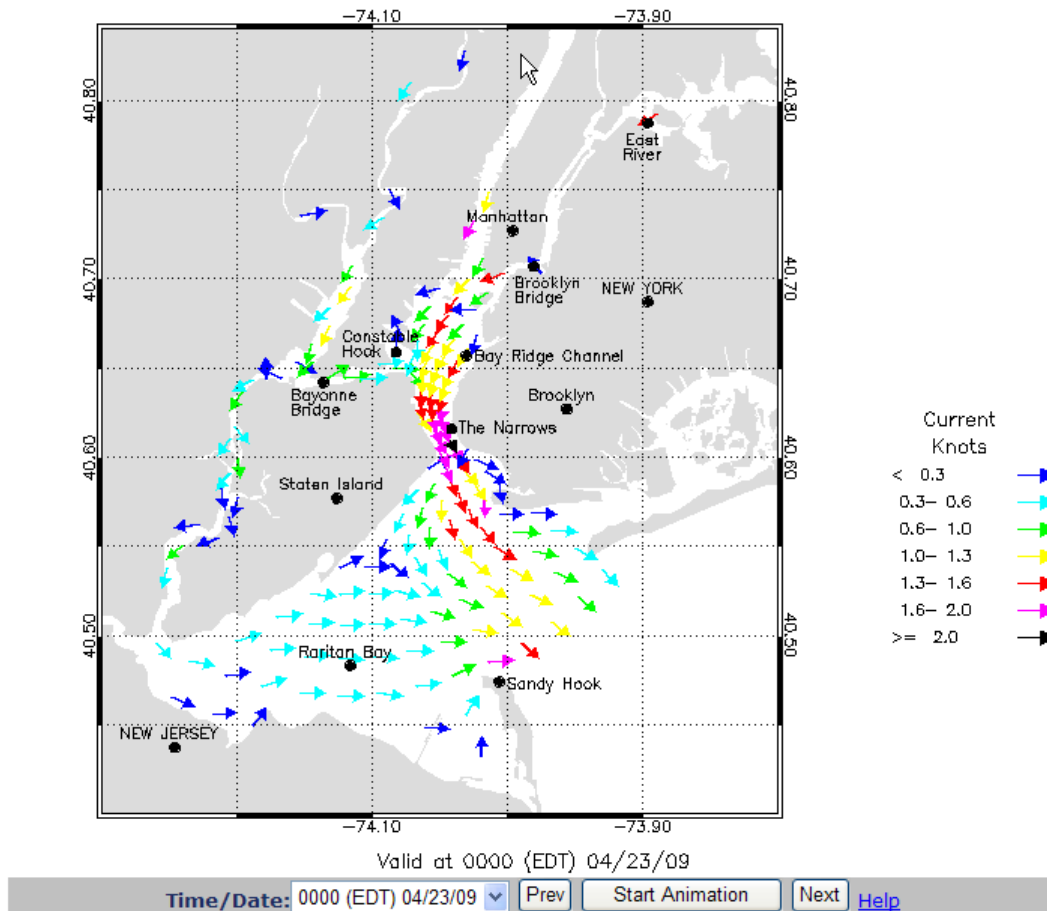 −74.10
−73.90
40.80
40.80
East
River
Manhattan
Brooklyn
Bridge
NEW YORK
40.70
40.70
Constable
Hook
Bay Ridge Channel
Bayonne
Bridge
Brooklyn
The Narrows
40.60
40.60
Staten Island
Current
Knots
< 0.3
0.3− 0.6
0.6− 1.0
1.0− 1.3
1.3− 1.6
1.6− 2.0
>= 2.0
40.50
40.50
Raritan Bay
Sandy Hook
NEW JERSEY
−74.10
−73.90
Valid at 0000 (EDT) 04/23/09
Time/Date: 0000 (EDT) 04/23/09 Prev Start Animation Next Help